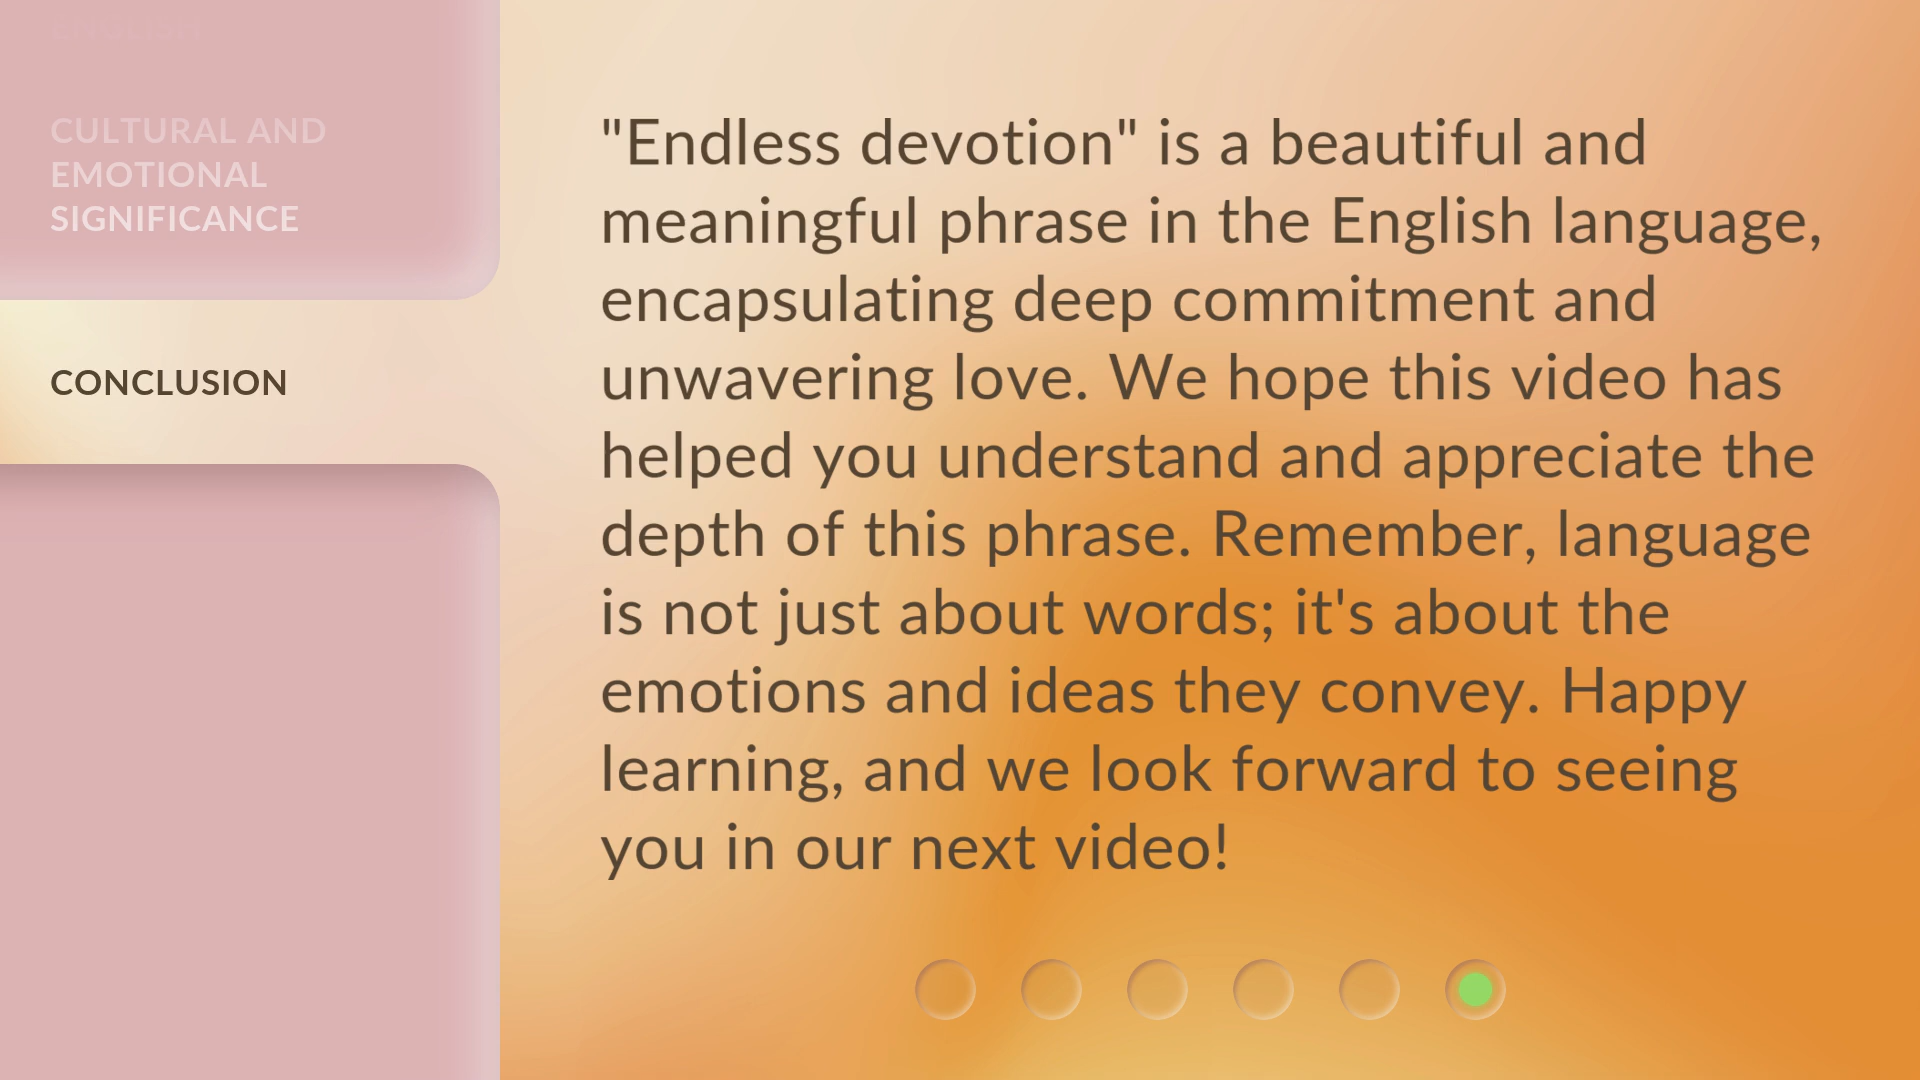 ENGLISH
CULTURAL AND
EMOTIONAL
SIGNIFICANCE
CONCLUSION
"Endless devotion" is a beautiful and
meaningful phrase in the English language,
encapsulating deep commitment and
unwavering love. We hope this video has
helped you understand and appreciate the
depth of this phrase. Remember, language
is not just about words; it's about the
emotions and ideas they convey. Happy
learning, and we look forward to seeing
you in our next video!